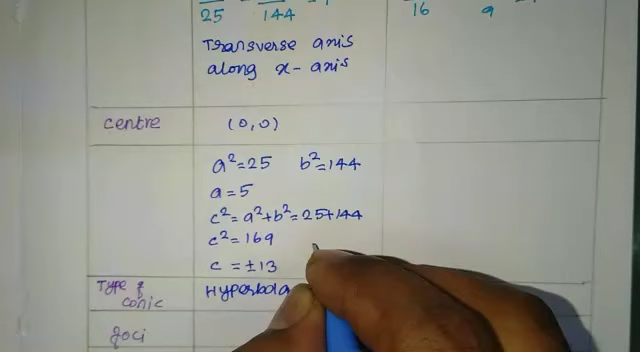 25 144 16 9
Transverse axis
along x-axis
centre (0,0)
a²=25 b²=144
a=5
c²=a²+b²=25+144
c²=169
c=±13
Type of
conic
Hyperbola
foci